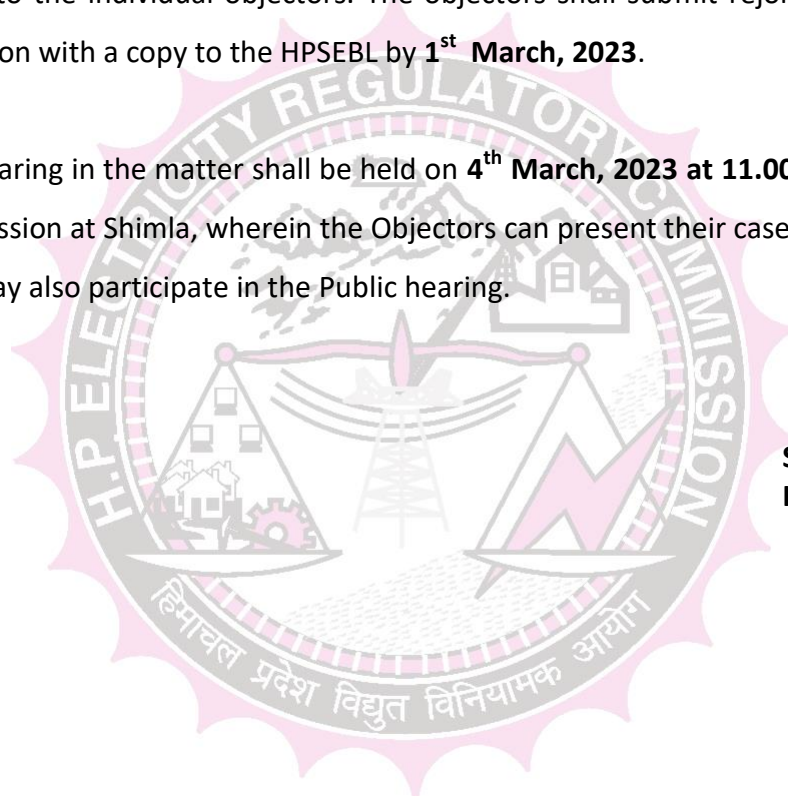 to the individual objectors. The objectors shall submit rejo
on with a copy to the HPSEBL by 1st March, 2023.
aring in the matter shall be held on 4th March, 2023 at 11.00
ssion at Shimla, wherein the Objectors can present their case
ay also participate in the Public hearing.
H.P. ELECTRICITY REGULATORY COMMISSION
हिमाचल प्रदेश विद्युत विनियामक आयोग